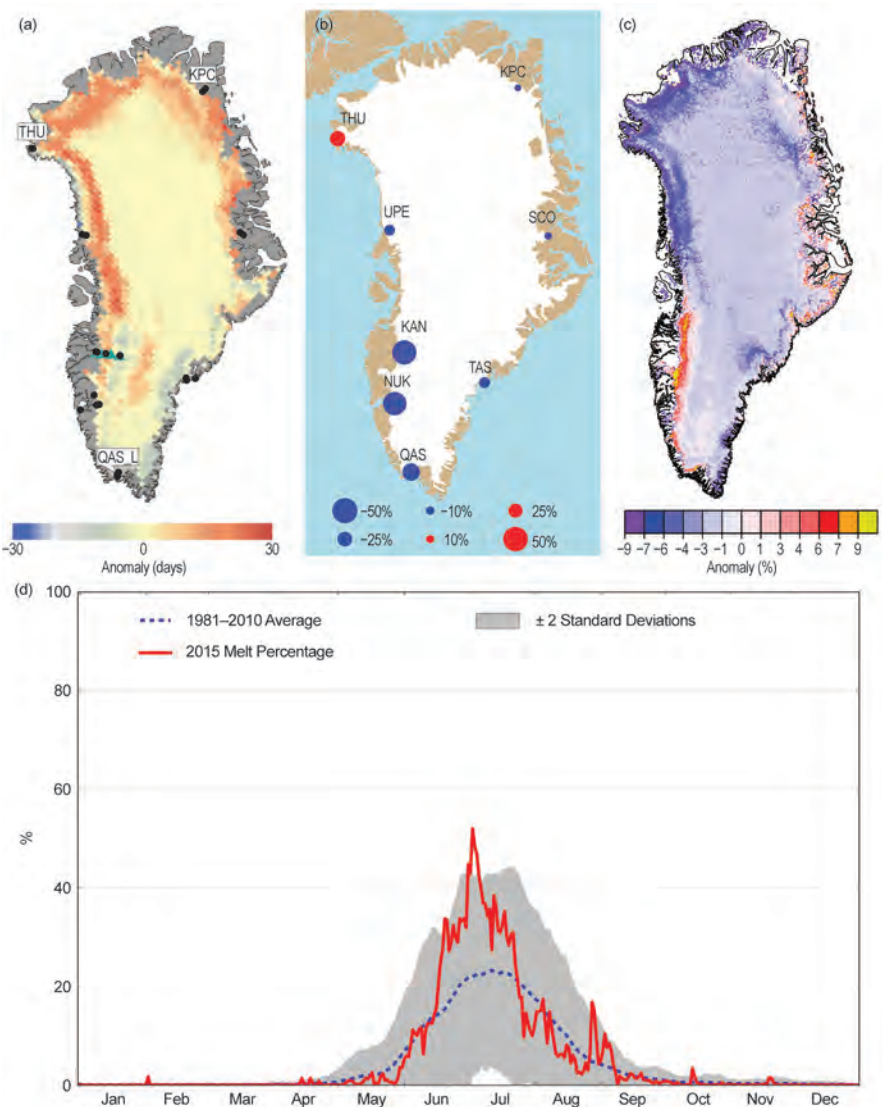 (a)
KPC
THU
QAS_L
−30 0 30
Anomaly (days)
(b)
KPC
THU
UPE
SCO
KAN
TAS
NUK
QAS
−50% −10% 25%
−25% 10% 50%
(c)
−9 −7 −6 −4 −3 −1 0 1 3 4 6 7 9
Anomaly (%)
(d)
100
80
60
40
20
0
%
1981–2010 Average
± 2 Standard Deviations
2015 Melt Percentage
Jan Feb Mar Apr May Jun Jul Aug Sep Oct Nov Dec